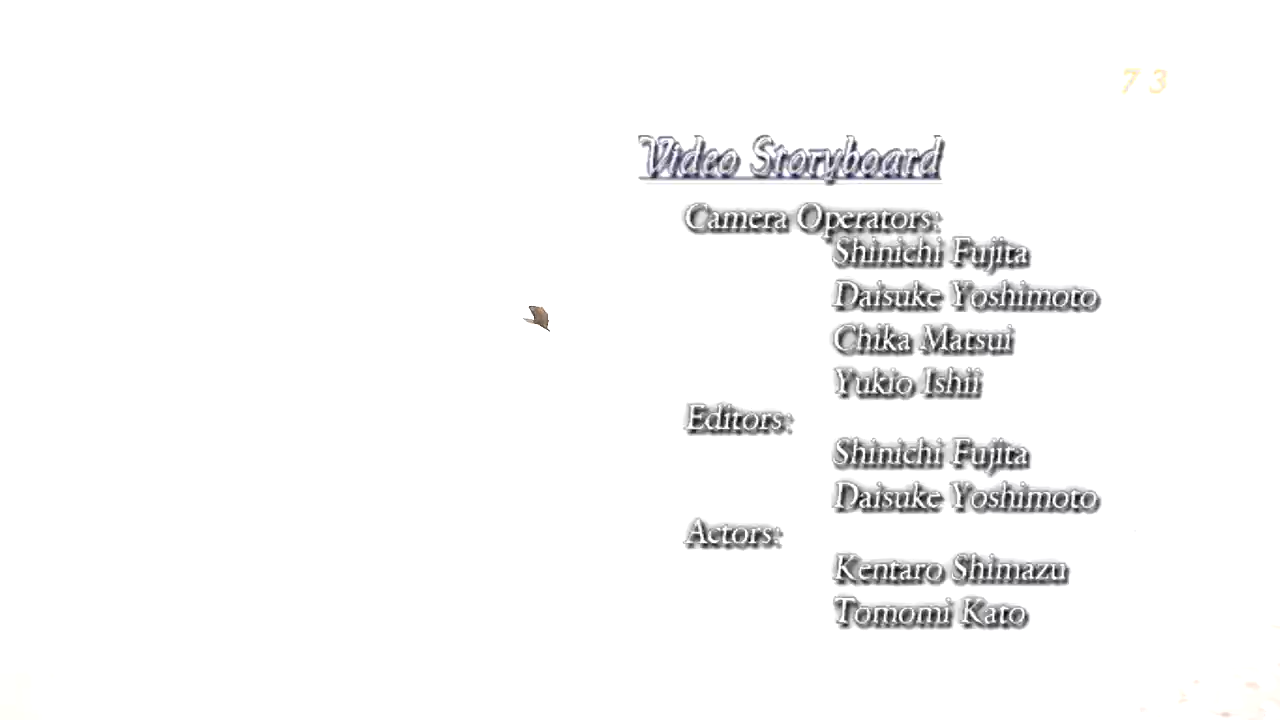 7 3
Video Storyboard
Camera Operators:
Shinichi Fujita
Daisuke Yoshimoto
Chika Matsui
Yukio Ishii
Editors:
Shinichi Fujita
Daisuke Yoshimoto
Actors:
Kentaro Shimazu
Tomomi Kato